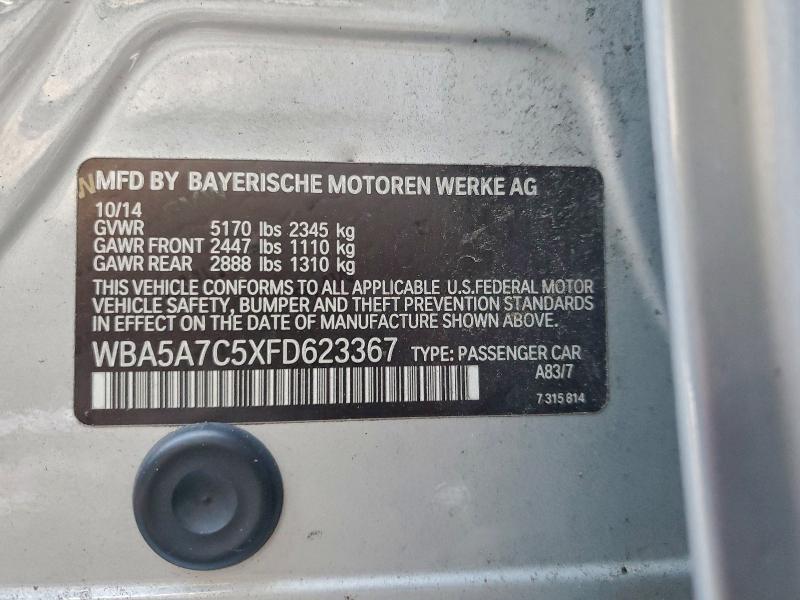 MFD BY BAYERISCHE MOTOREN WERKE AG
10/14
GVWR 5170 lbs 2345 kg
GAWR FRONT 2447 lbs 1110 kg
GAWR REAR 2888 lbs 1310 kg
THIS VEHICLE CONFORMS TO ALL APPLICABLE U.S.FEDERAL MOTOR
VEHICLE SAFETY, BUMPER AND THEFT PREVENTION STANDARDS
IN EFFECT ON THE DATE OF MANUFACTURE SHOWN ABOVE.
WBA5A7C5XFD623367 TYPE: PASSENGER CAR
A83/7
7 315 814